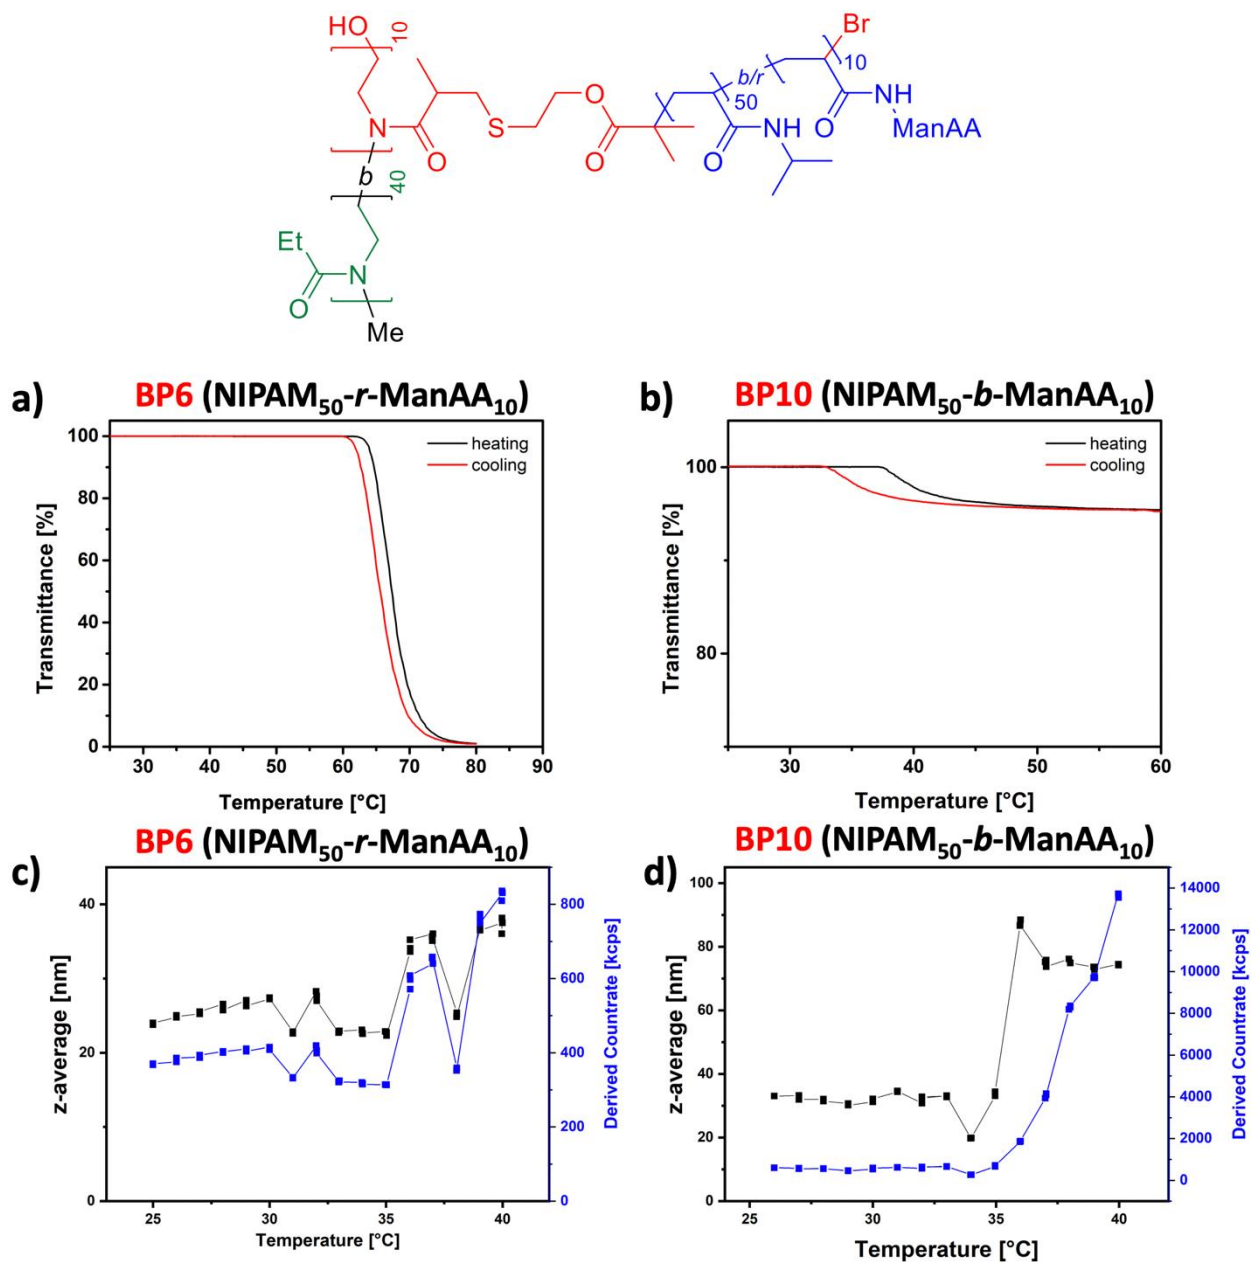 HO
10
Br
b/r
10
50
O
NH
N
S
O
O
NH
O
O
ManAA
b
40
Et
N
O
Me
a) BP6 (NIPAM50-r-ManAA10)
Transmittance [%]
100
80
60
40
20
0
heating
cooling
30 40 50 60 70 80 90
Temperature [°C]
b) BP10 (NIPAM50-b-ManAA10)
Transmittance [%]
100
80
heating
cooling
30 40 50 60
Temperature [°C]
c) BP6 (NIPAM50-r-ManAA10)
z-average [nm]
40
20
0
800
600
400
200
0
Derived Countrate [kcps]
25 30 35 40
Temperature [°C]
d) BP10 (NIPAM50-b-ManAA10)
z-average [nm]
100
80
60
40
20
0
14000
12000
10000
8000
6000
4000
2000
0
Derived Countrate [kcps]
25 30 35 40
Temperature [°C]